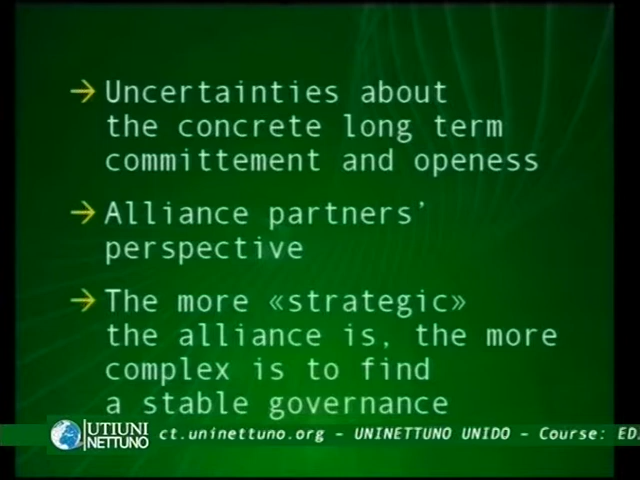 → Uncertainties about
the concrete long term
committement and openess
→ Alliance partners'
perspective
→ The more «strategic»
the alliance is, the more
complex is to find
a stable governance
UTIUNI
NETTUNO
ct.uninettuno.org – UNINETTUNO UNIDO – Course: ED